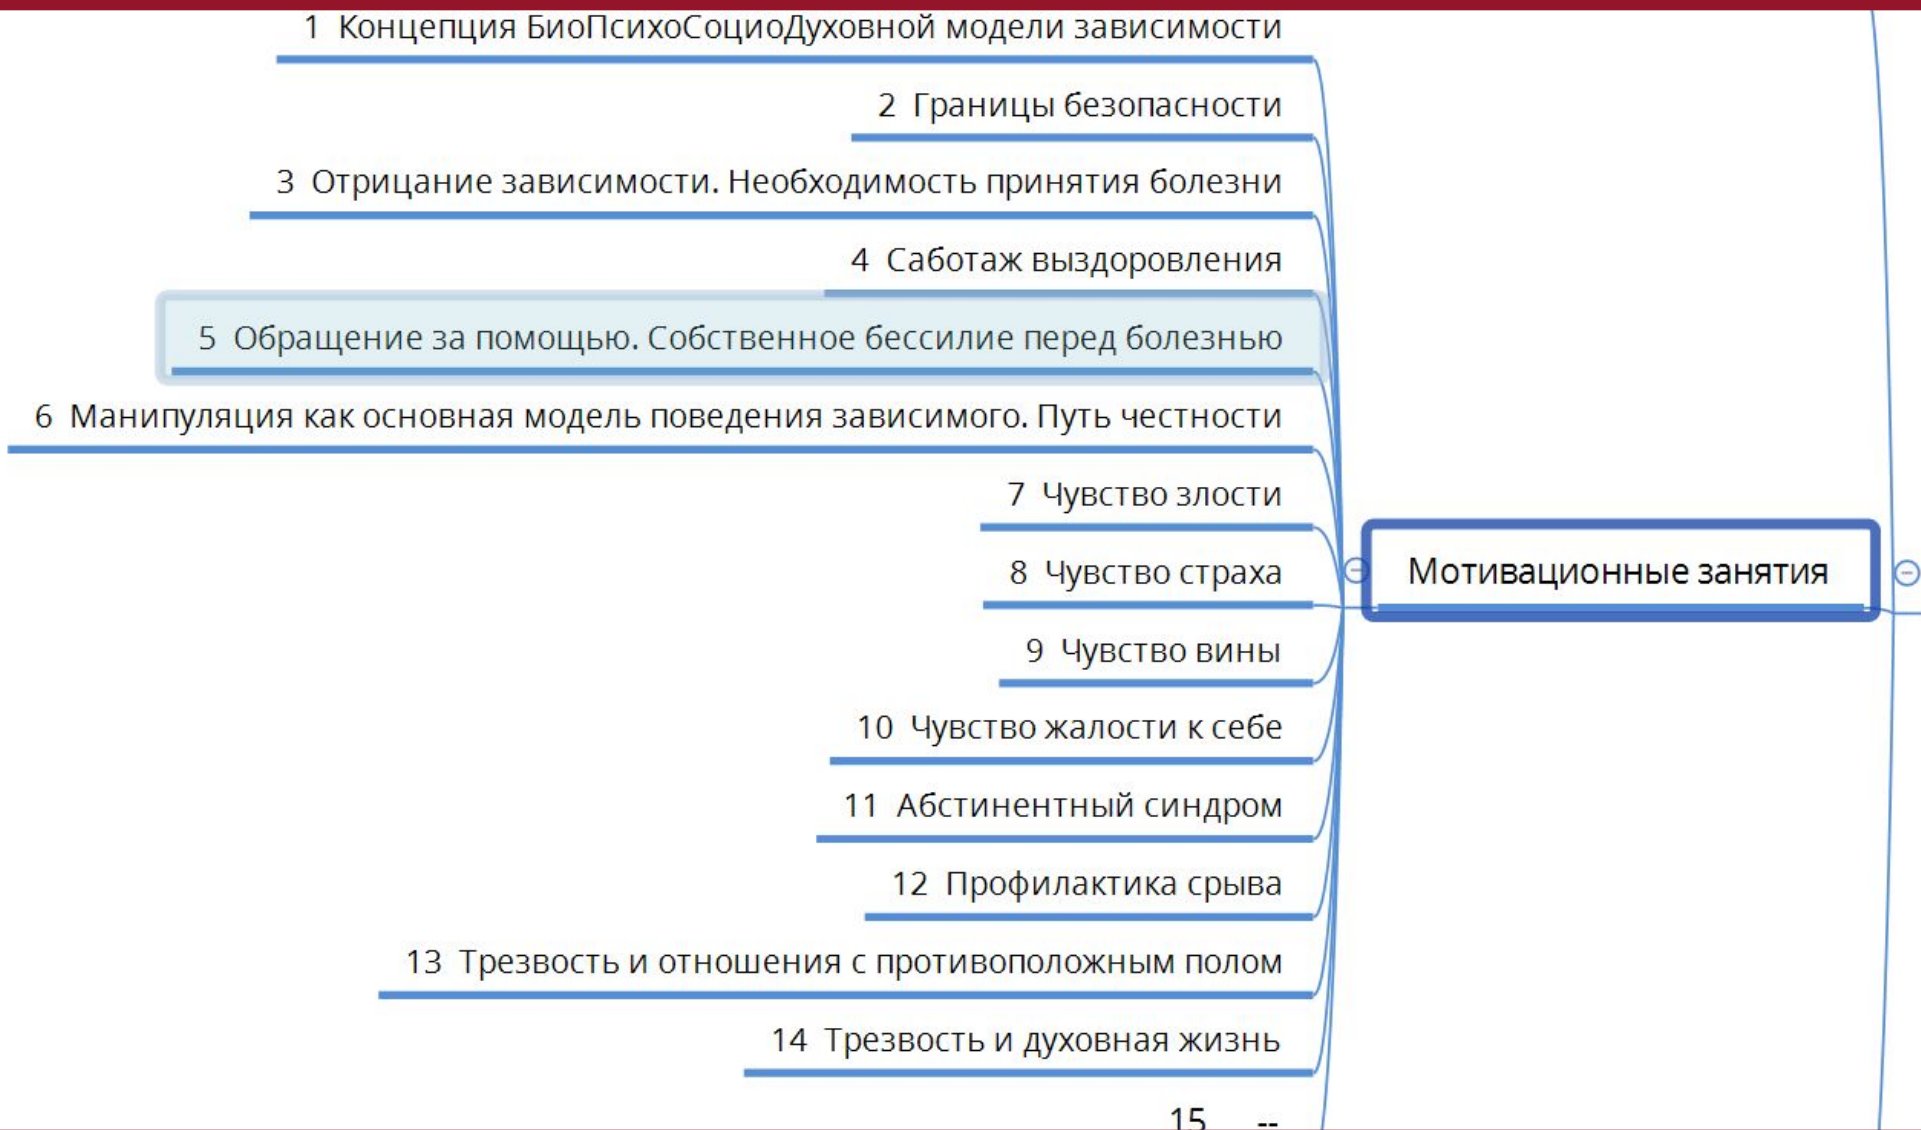 1 Концепция БиоПсихоСоциоДуховной модели зависимости
2 Границы безопасности
3 Отрицание зависимости. Необходимость принятия болезни
4 Саботаж выздоровления
5 Обращение за помощью. Собственное бессилие перед болезнью
6 Манипуляция как основная модель поведения зависимого. Путь честности
7 Чувство злости
8 Чувство страха
9 Чувство вины
10 Чувство жалости к себе
11 Абстинентный синдром
12 Профилактика срыва
13 Трезвость и отношения с противоположным полом
14 Трезвость и духовная жизнь
15 --
Мотивационные занятия